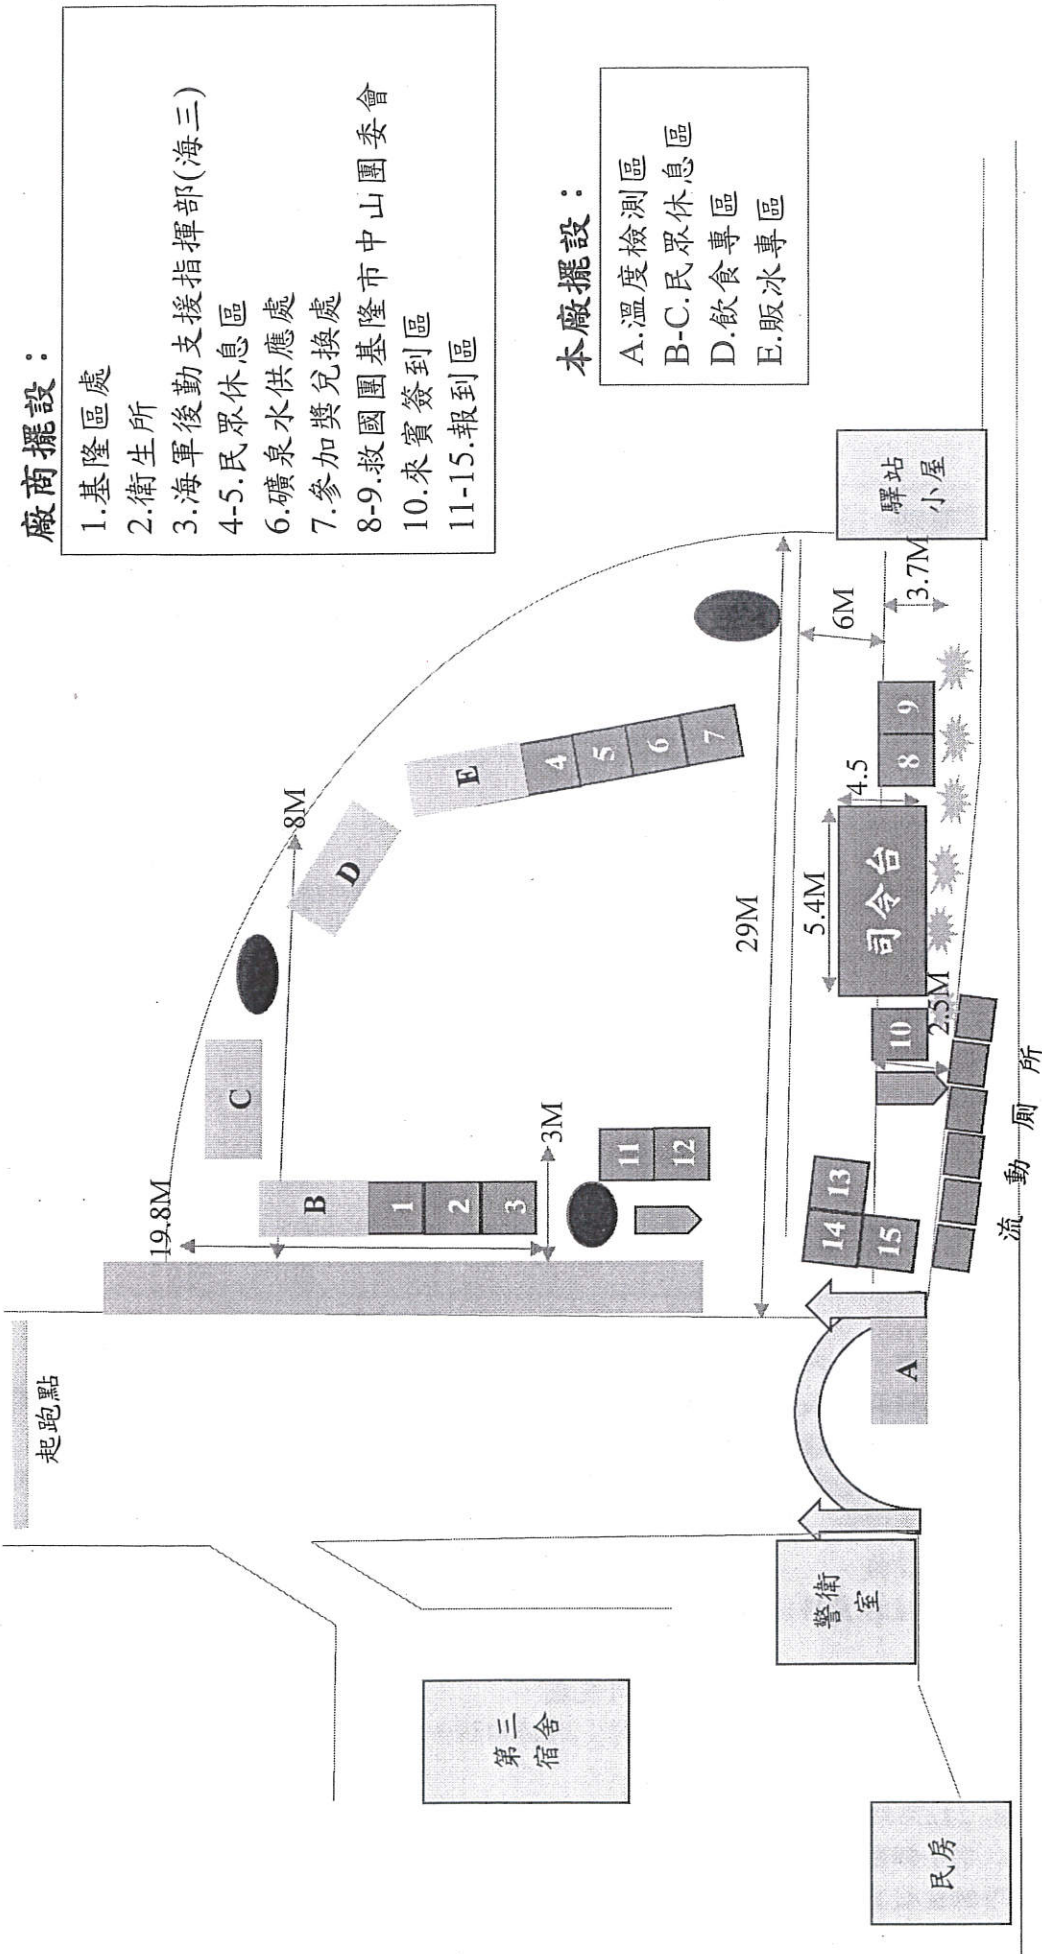 廠商擺設：
1.基隆區處
2.衛生所
3.海軍後勤支援指揮部(海三)
4-5.民眾休息區
6.礦泉水供應處
7.參加獎兌換處
8-9.救國團基隆市中山團委會
10.來賓簽到區
11-15.報到區
本廠擺設：
A.溫度檢測區
B-C.民眾休息區
D.飲食專區
E.販冰專區
起跑點
19.8M
8M
C
D
B
E
1
2
3
4
5
6
7
3M
11
12
29M
6M
3.7M
驛站
小屋
5.4M
4.5
司令台
8
9
10
2.5M
13
14
15
A
流動廁所
第三
宿舍
警衛
室
民房